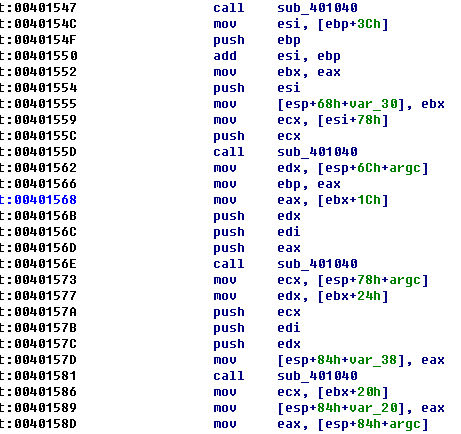 t:00401547 call sub_401040
t:0040154C mov esi, [ebp+3Ch]
t:0040154F push ebp
t:00401550 add esi, ebp
t:00401552 mov ebx, eax
t:00401554 push esi
t:00401555 mov [esp+68h+var_30], ebx
t:00401559 mov ecx, [esi+78h]
t:0040155C push ecx
t:0040155D call sub_401040
t:00401562 mov edx, [esp+6Ch+argc]
t:00401566 mov ebp, eax
t:00401568 mov eax, [ebx+1Ch]
t:0040156B push edx
t:0040156C push edi
t:0040156D push eax
t:0040156E call sub_401040
t:00401573 mov ecx, [esp+78h+argc]
t:00401577 mov edx, [ebx+24h]
t:0040157A push ecx
t:0040157B push edi
t:0040157C push edx
t:0040157D mov [esp+84h+var_38], eax
t:00401581 call sub_401040
t:00401586 mov ecx, [ebx+20h]
t:00401589 mov [esp+84h+var_20], eax
t:0040158D mov eax, [esp+84h+argc]